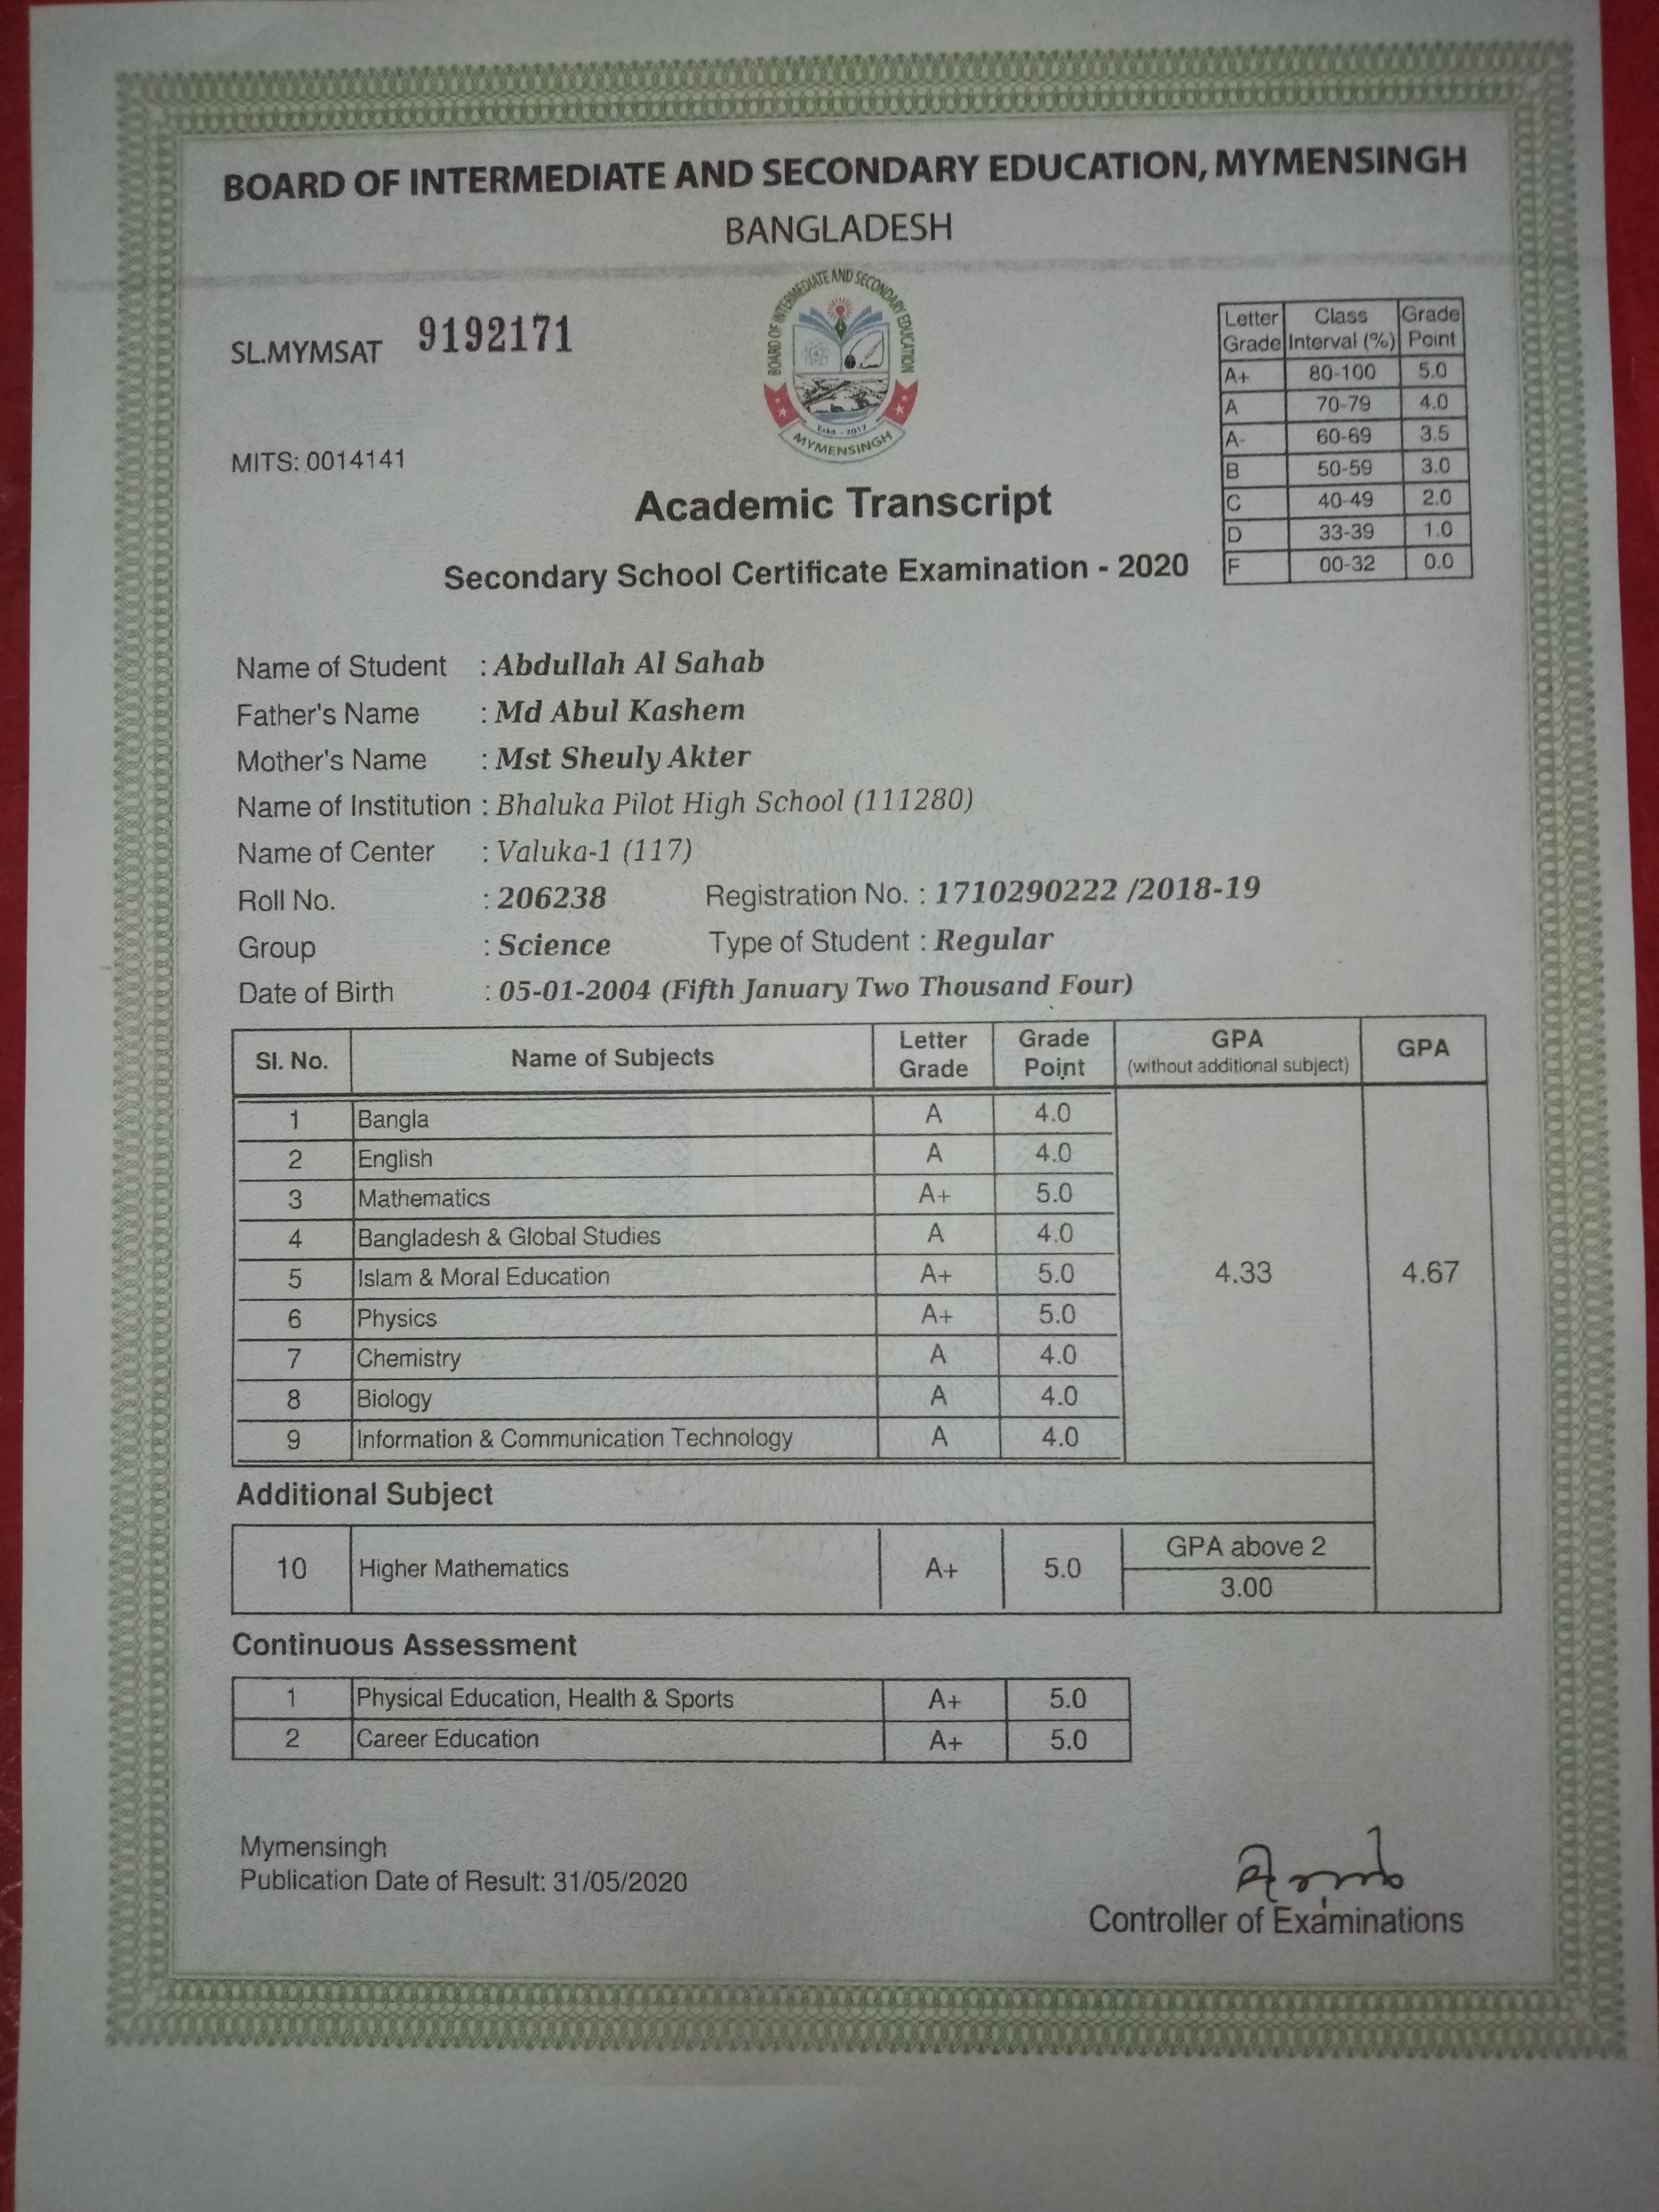 BOARD OF INTERMEDIATE AND SECONDARY EDUCATION, MYMENSINGH
BANGLADESH
SL.MYMSAT 9192171
BOARD OF INTERMEDIATE AND SECONDARY EDUCATION
Estd. - 2017
MYMENSINGH
MITS: 0014141
Letter Grade Class Interval (%) Grade Point
A+ 80-100 5.0
A 70-79 4.0
A- 60-69 3.5
B 50-59 3.0
C 40-49 2.0
D 33-39 1.0
F 00-32 0.0
Academic Transcript
Secondary School Certificate Examination - 2020
Name of Student : Abdullah Al Sahab
Father's Name : Md Abul Kashem
Mother's Name : Mst Sheuly Akter
Name of Institution : Bhaluka Pilot High School (111280)
Name of Center : Valuka-1 (117)
Roll No. : 206238 Registration No. : 1710290222 /2018-19
Group : Science Type of Student : Regular
Date of Birth : 05-01-2004 (Fifth January Two Thousand Four)
Sl. No. Name of Subjects Letter Grade Grade Point GPA (without additional subject) GPA
1 Bangla A 4.0
2 English A 4.0
3 Mathematics A+ 5.0
4 Bangladesh & Global Studies A 4.0
5 Islam & Moral Education A+ 5.0 4.33 4.67
6 Physics A+ 5.0
7 Chemistry A 4.0
8 Biology A 4.0
9 Information & Communication Technology A 4.0
Additional Subject
10 Higher Mathematics A+ 5.0 GPA above 2
3.00
Continuous Assessment
1 Physical Education, Health & Sports A+ 5.0
2 Career Education A+ 5.0
Mymensingh
Publication Date of Result: 31/05/2020
Controller of Examinations